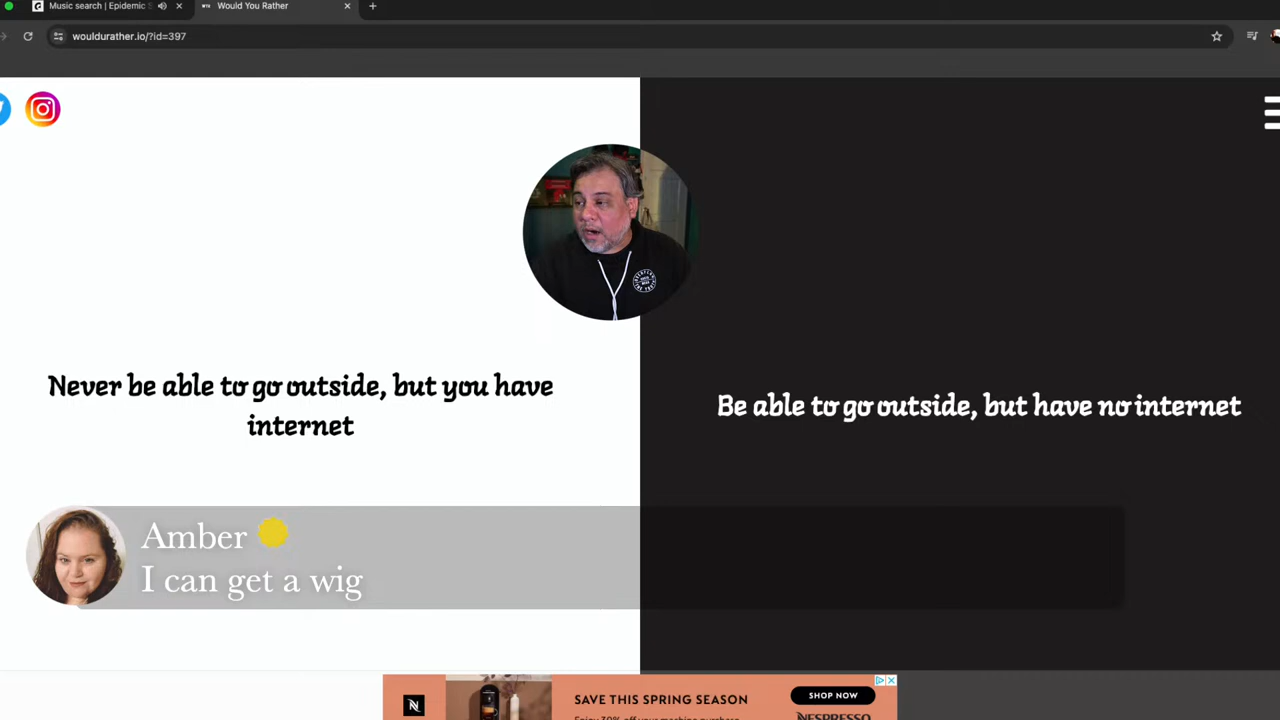 Music search | Epidemic S
Would You Rather
wouldurather.io/?id=397
Never be able to go outside, but you have
internet
Be able to go outside, but have no internet
Amber
I can get a wig
SAVE THIS SPRING SEASON
SHOP NOW
NESPRESSO